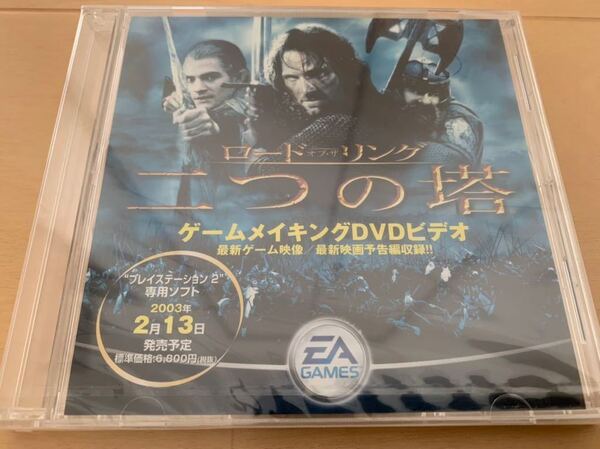 ロード オブ・ザ リング
二つの塔
ゲームメイキングDVDビデオ
最新ゲーム映像/最新映画予告編収録!!
"プレイステーション 2"
専用ソフト
2003年
2月13日
発売予定
標準価格:6,800円(税抜)
EA
GAMES™